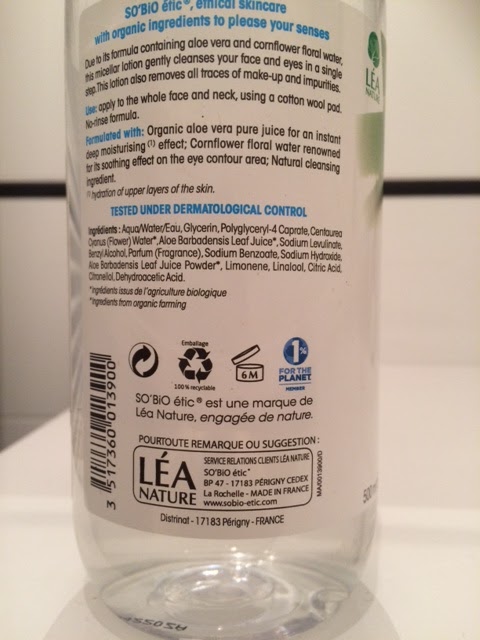 SO'BiO étic®, ethical skincare
with organic ingredients to please your senses
Due to its formula containing aloe vera and cornflower floral water,
this micellar lotion gently cleanses your face and eyes in a single
step. This lotion also removes all traces of make-up and impurities.
Use: apply to the whole face and neck, using a cotton wool pad.
No-rinse formula.
Formulated with: Organic aloe vera pure juice for an instant
deep moisturising (1) effect; Cornflower floral water renowned
for its soothing effect on the eye contour area; Natural cleansing
ingredient.
(1) hydration of upper layers of the skin.
TESTED UNDER DERMATOLOGICAL CONTROL
Ingrédients : Aqua/Water/Eau, Glycerin, Polyglyceryl-4 Caprate, Centaurea
Cyanus (Flower) Water*, Aloe Barbadensis Leaf Juice*, Sodium Levulinate,
Benzyl Alcohol, Parfum (Fragrance), Sodium Benzoate, Sodium Hydroxide,
Aloe Barbadensis Leaf Juice Powder*, Limonene, Linalool, Citric Acid,
Citronellol, Dehydroacetic Acid.
*Ingrédients issus de l'agriculture biologique
*Ingredients from organic farming
LÉA
NATURE
Emballage
100% recyclable
6 M
1%
FOR THE
PLANET
MEMBER
SO'BiO étic® est une marque de
Léa Nature, engagée de nature.
POUR TOUTE REMARQUE OU SUGGESTION :
LÉA
NATURE
SERVICE RELATIONS CLIENTS LÉA NATURE
SO'BiO étic®
BP 47 - 17183 PÉRIGNY CEDEX
La Rochelle - MADE IN FRANCE
www.sobio-etic.com
Distrinat - 17183 Périgny - FRANCE
MA/0013900/D
3 517360 013900
500